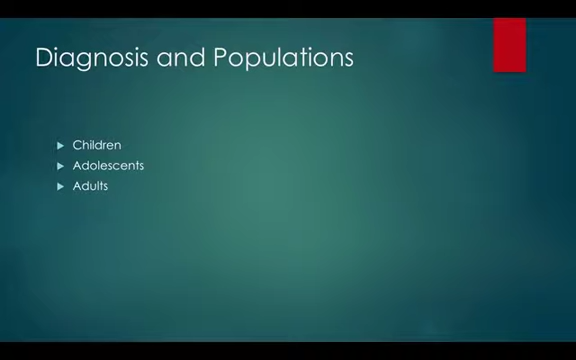 Diagnosis and Populations
Children
Adolescents
Adults